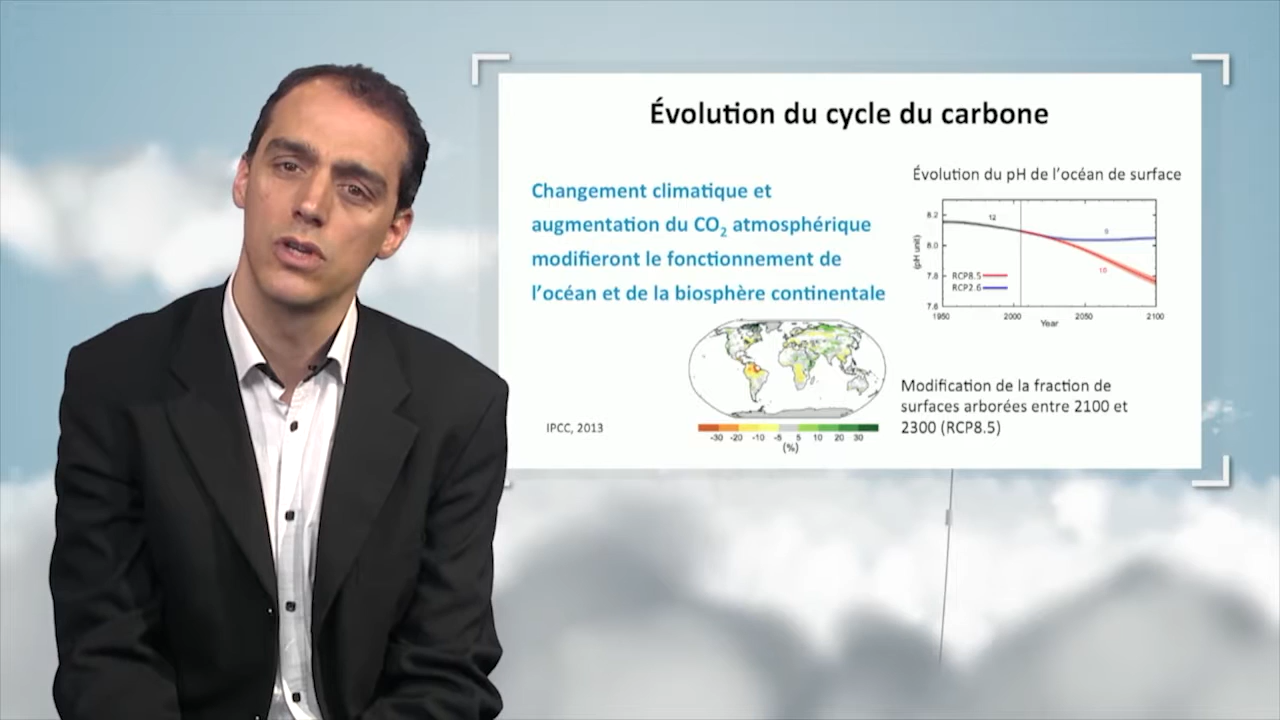 Évolution du cycle du carbone
Changement climatique et
augmentation du CO₂ atmosphérique
modifieront le fonctionnement de
l'océan et de la biosphère continentale
Évolution du pH de l'océan de surface
(pH unit)
8.2
8.0
7.8
7.6
12
9
10
RCP8.5
RCP2.6
1950 2000 2050 2100
Year
Modification de la fraction de
surfaces arborées entre 2100 et
2300 (RCP8.5)
IPCC, 2013
-30 -20 -10 -5 5 10 20 30
(%)